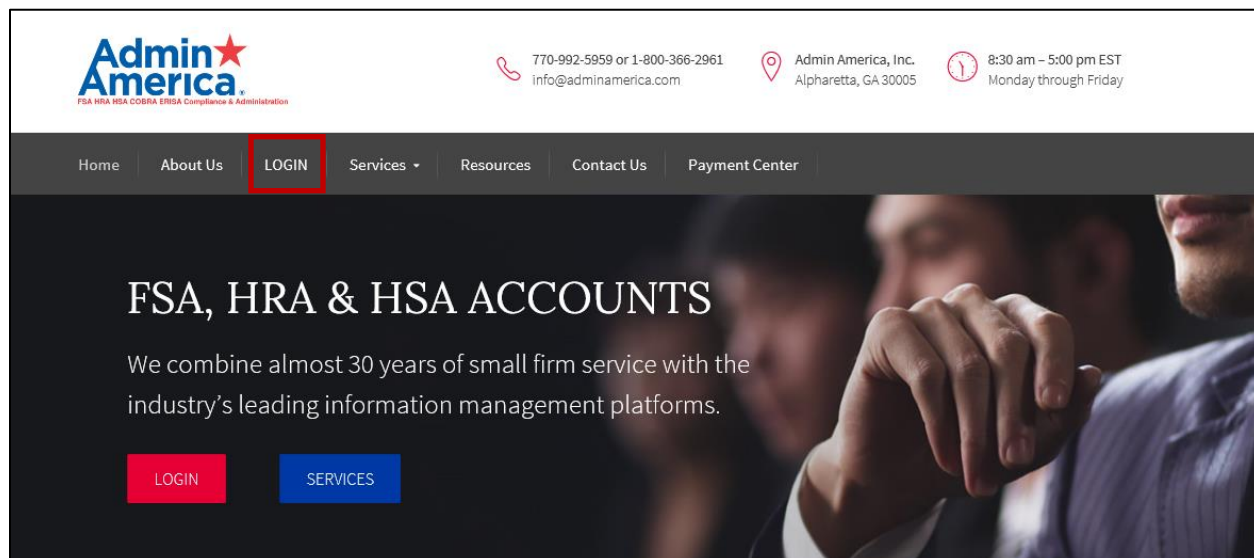 Admin
America®
FSA HRA HSA COBRA ERISA Compliance & Administration
770-992-5959 or 1-800-366-2961
info@adminamerica.com
Admin America, Inc.
Alpharetta, GA 30005
8:30 am – 5:00 pm EST
Monday through Friday
Home About Us LOGIN Services Resources Contact Us Payment Center
FSA, HRA & HSA ACCOUNTS
We combine almost 30 years of small firm service with the
industry’s leading information management platforms.
LOGIN SERVICES